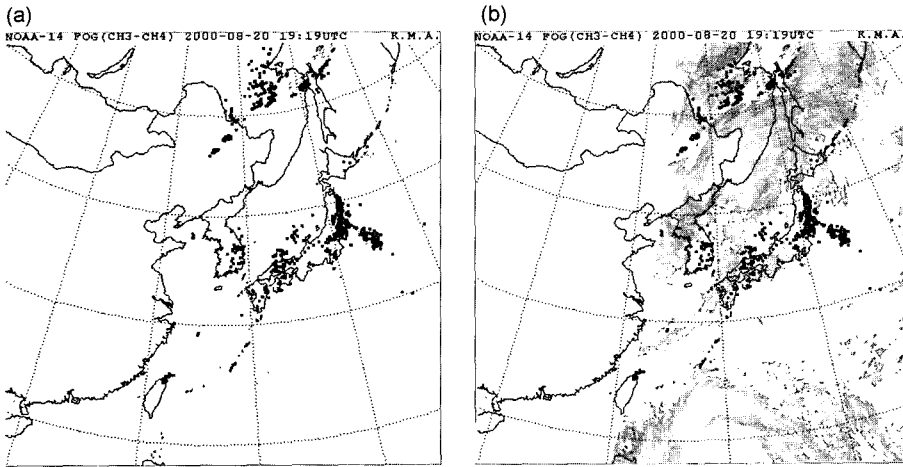 (a)
NOAA-14 FOG(CH3-CH4) 2000-08-20 19:19UTC R.M.A.
(b)
NOAA-14 FOG(CH3-CH4) 2000-08-20 19:19UTC R.M.A.